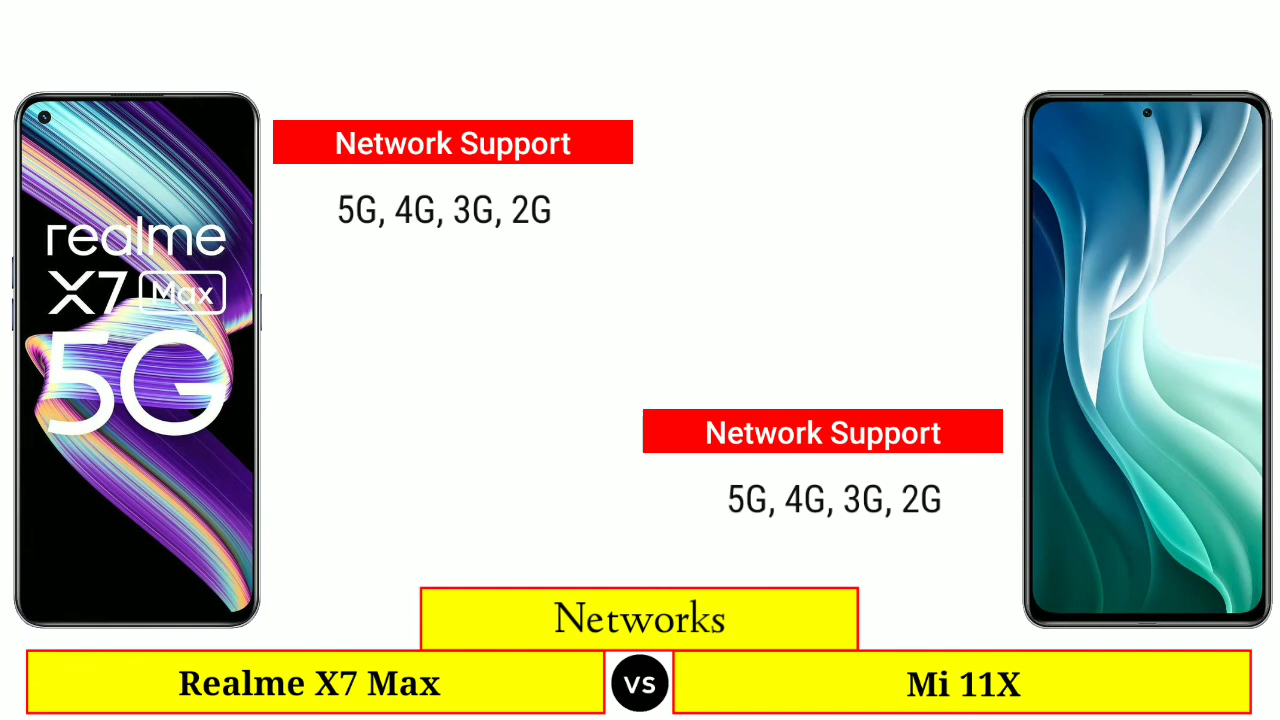 realme
X7 Max
5G
Network Support
5G, 4G, 3G, 2G
Network Support
5G, 4G, 3G, 2G
Networks
Realme X7 Max
vs
Mi 11X